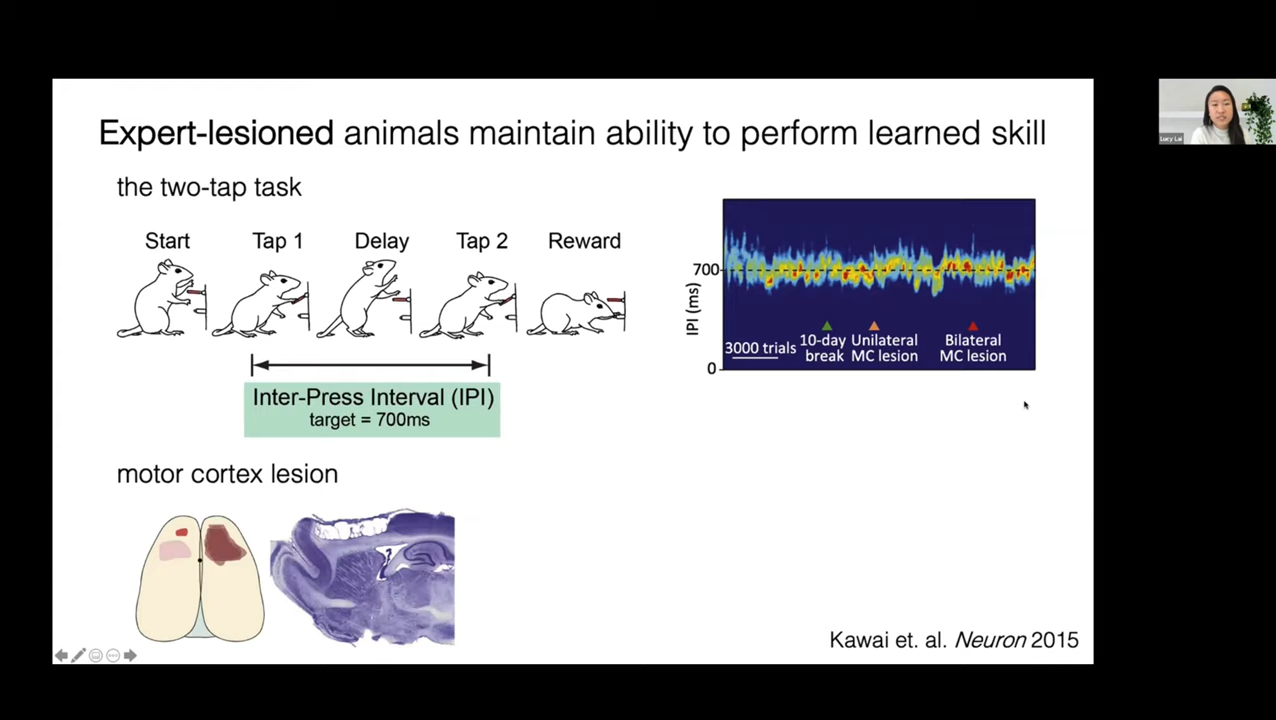 Expert-lesioned animals maintain ability to perform learned skill
the two-tap task
Start Tap 1 Delay Tap 2 Reward
Inter-Press Interval (IPI)
target = 700ms
motor cortex lesion
IPI (ms)
700
0
3000 trials
10-day
break
Unilateral
MC lesion
Bilateral
MC lesion
Kawai et. al. Neuron 2015
Lucy Lai